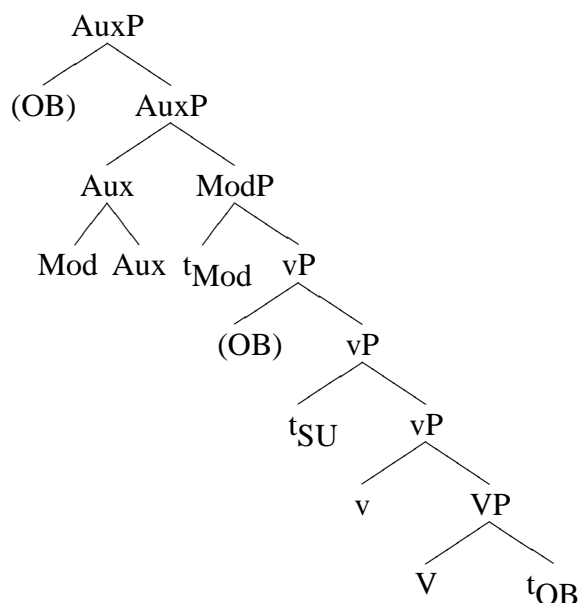 AuxP
(OB) AuxP
Aux ModP
Mod Aux tMod vP
(OB) vP
tSU vP
v VP
V tOB